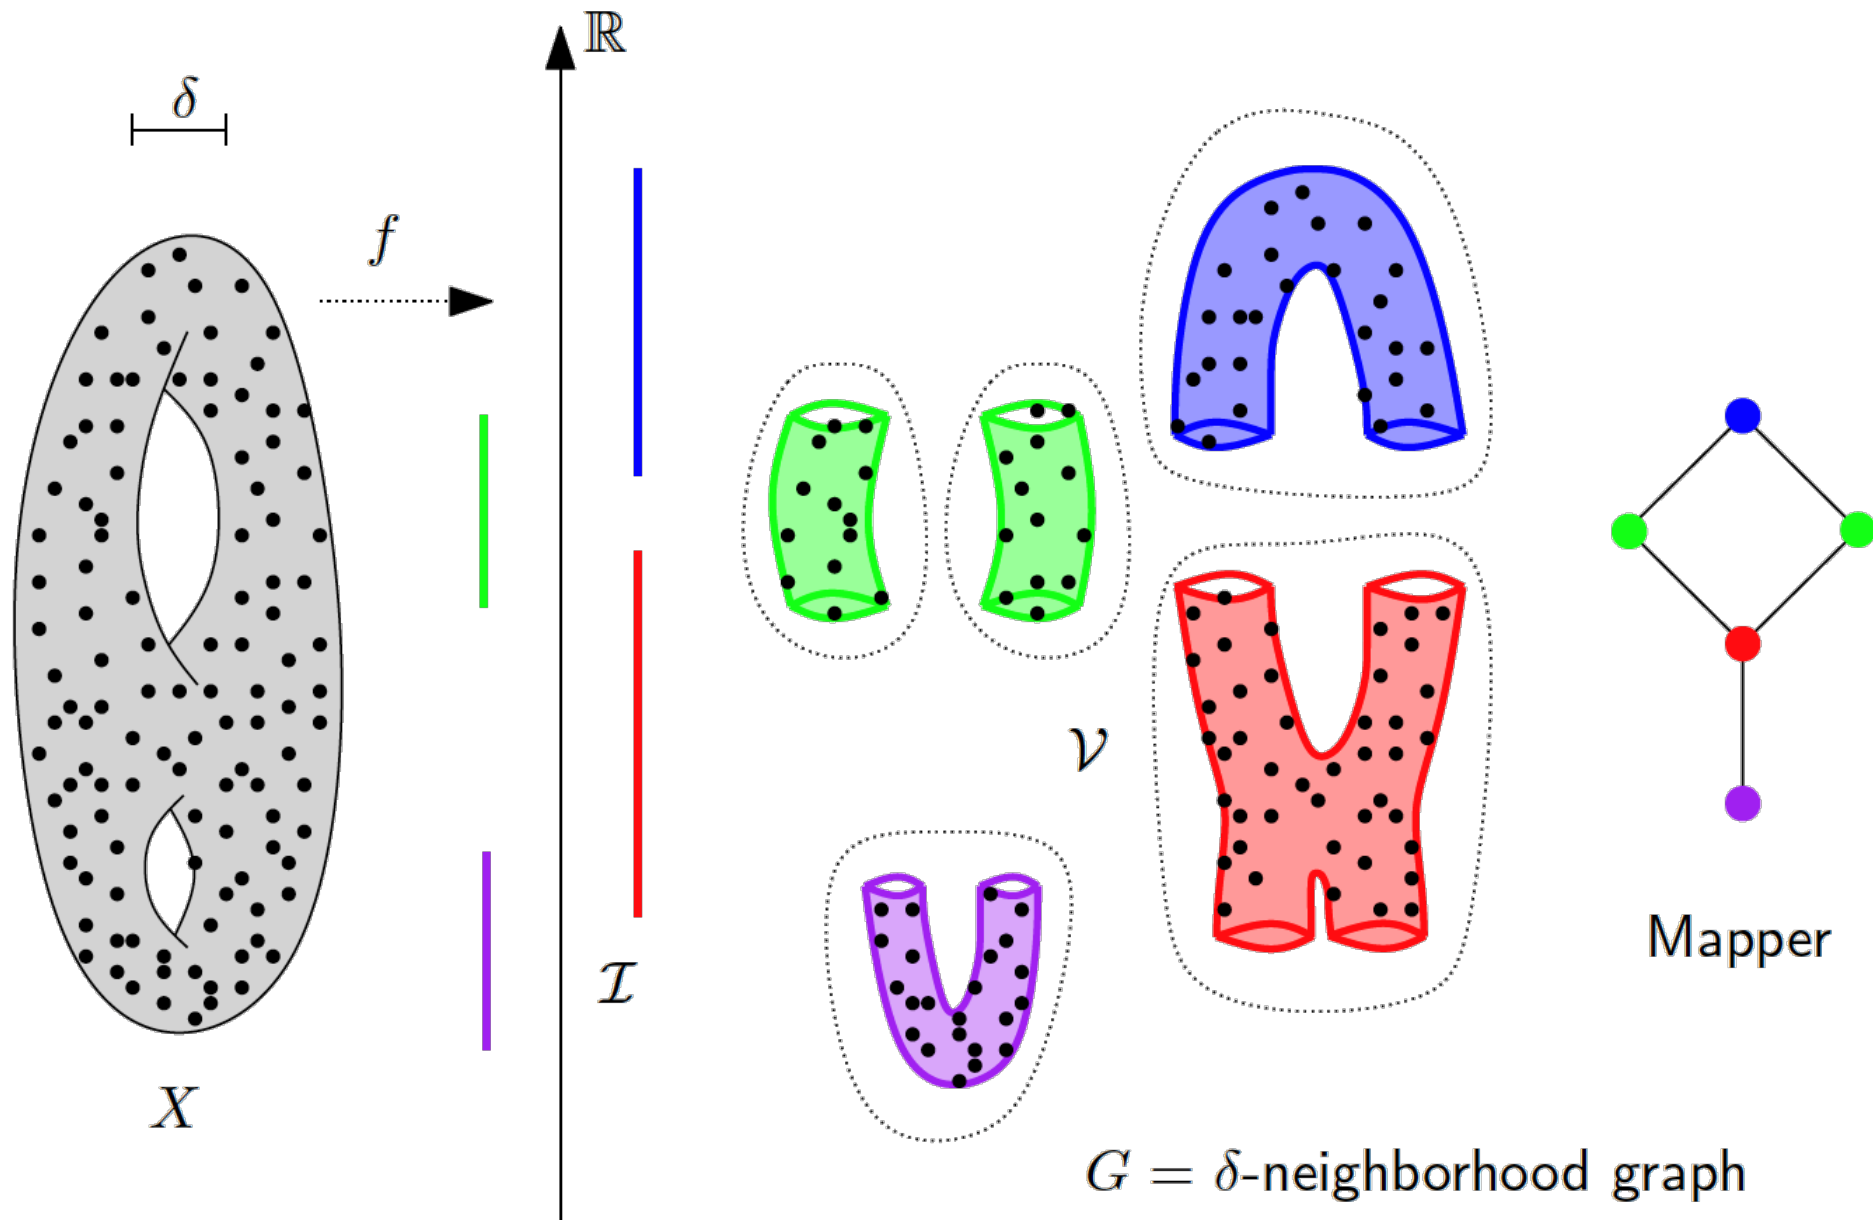 ℝ
δ
f
𝒱
Mapper
ℐ
X
G = δ-neighborhood graph